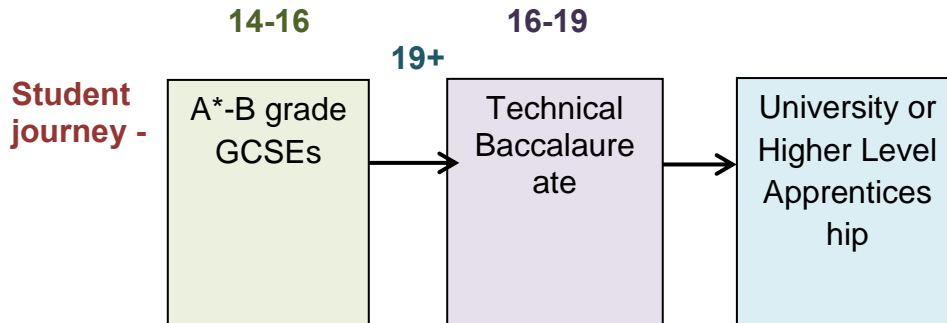 14-16
16-19
19+
Student
journey -
A*-B grade
GCSEs
Technical
Baccalaure
ate
University or
Higher Level
Apprentices
hip